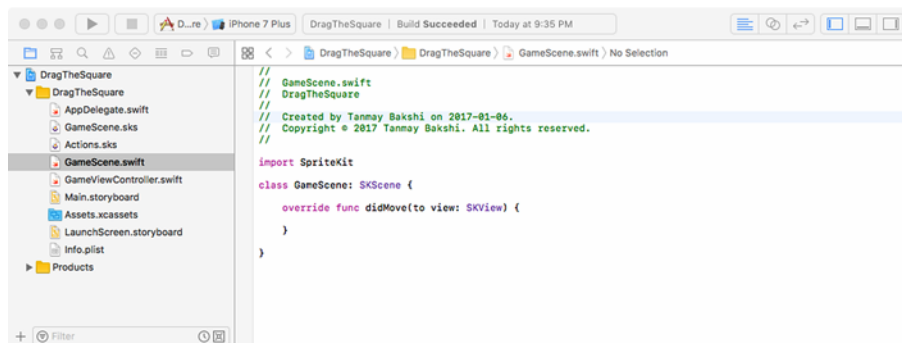 D...re iPhone 7 Plus DragTheSquare | Build Succeeded | Today at 9:35 PM
DragTheSquare DragTheSquare GameScene.swift No Selection
DragTheSquare
DragTheSquare
AppDelegate.swift
GameScene.sks
Actions.sks
GameScene.swift
GameViewController.swift
Main.storyboard
Assets.xcassets
LaunchScreen.storyboard
Info.plist
Products
Filter
//
// GameScene.swift
// DragTheSquare
//
// Created by Tanmay Bakshi on 2017-01-06.
// Copyright © 2017 Tanmay Bakshi. All rights reserved.
//
import SpriteKit
class GameScene: SKScene {
override func didMove(to view: SKView) {
}
}